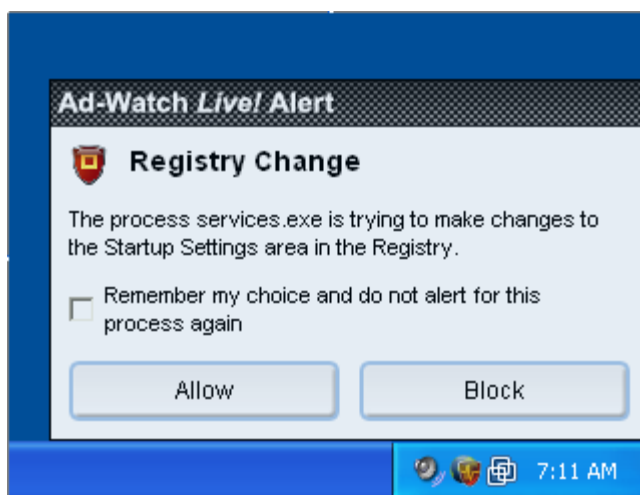 Ad-Watch Live! Alert
Registry Change
The process services.exe is trying to make changes to
the Startup Settings area in the Registry.
Remember my choice and do not alert for this
process again
Allow
Block
7:11 AM